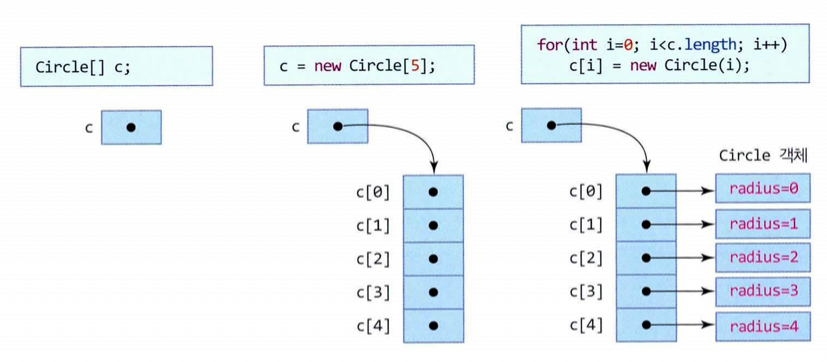 Circle[] c;
c
c = new Circle[5];
c
c[0]
c[1]
c[2]
c[3]
c[4]
for(int i=0; i<c.length; i++)
c[i] = new Circle(i);
c
Circle 객체
c[0] radius=0
c[1] radius=1
c[2] radius=2
c[3] radius=3
c[4] radius=4